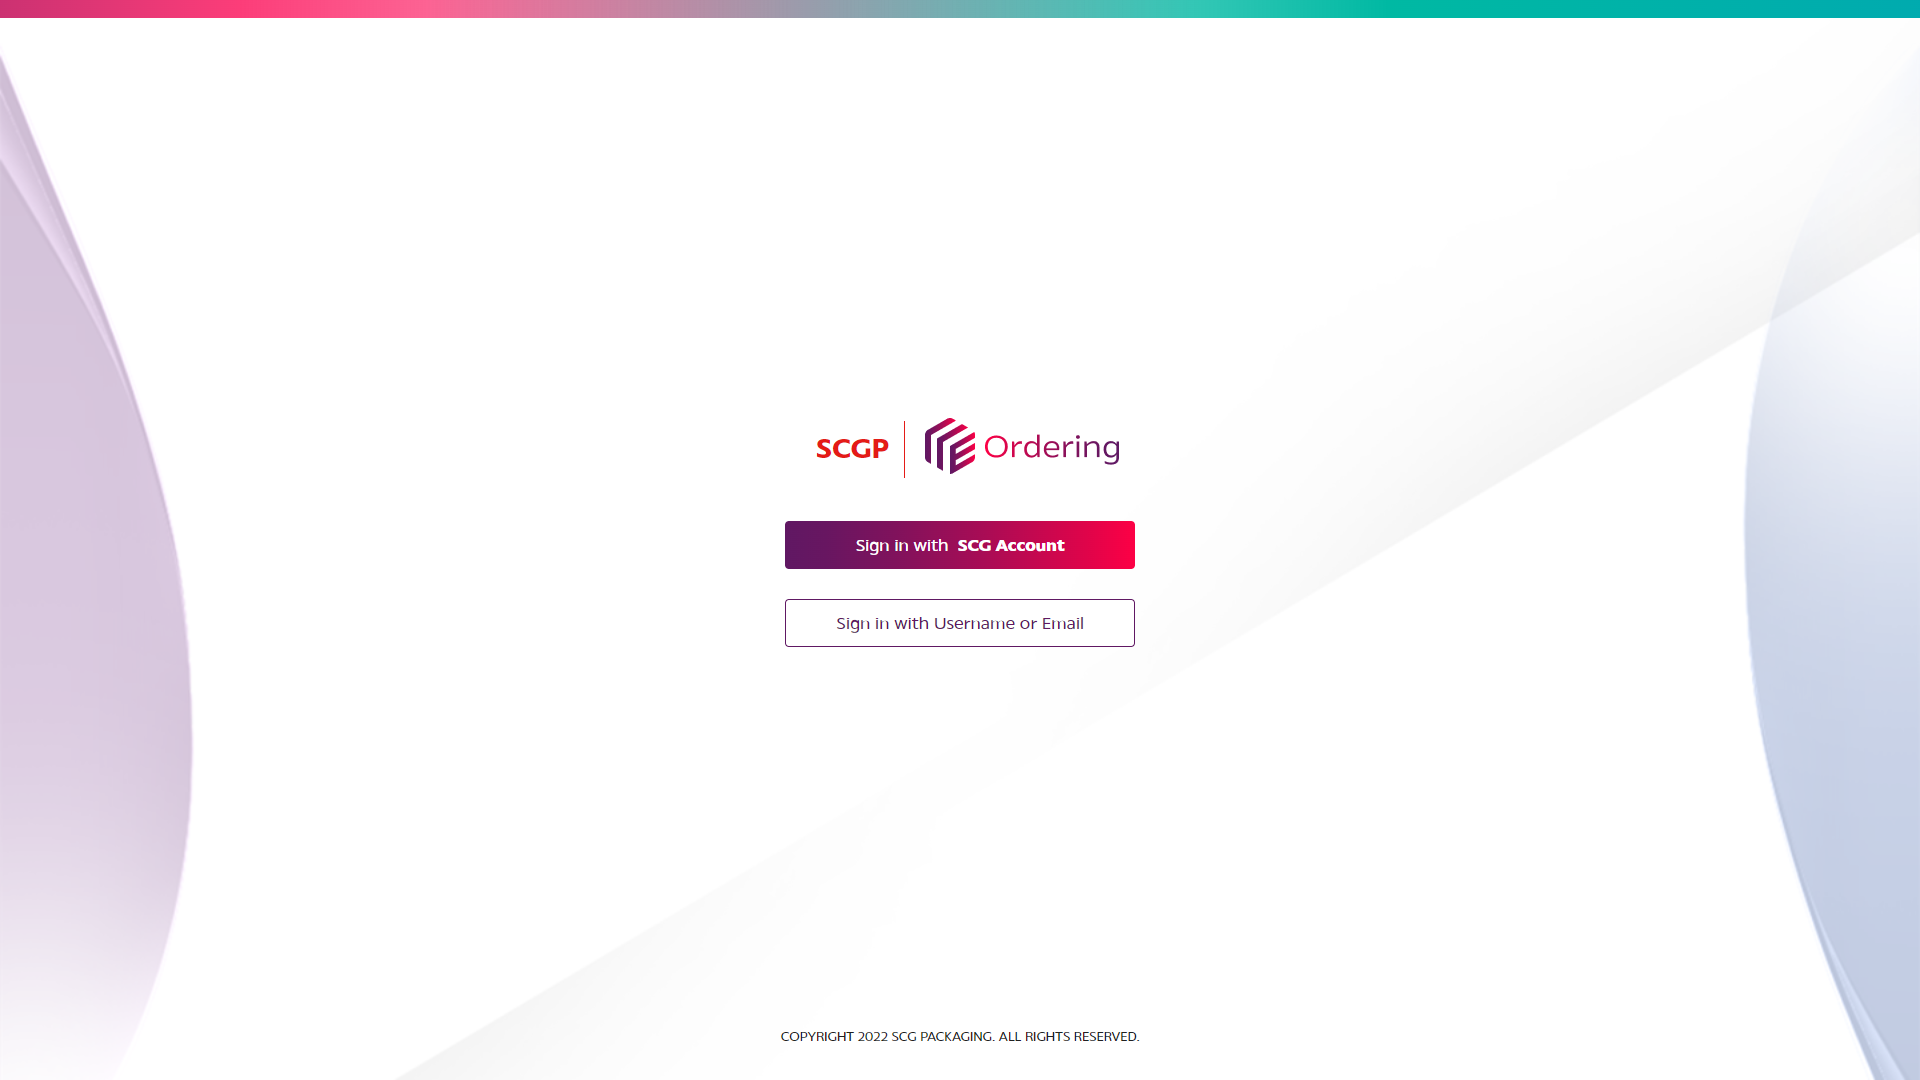 SCGP
Ordering
Sign in with SCG Account
Sign in with Username or Email
COPYRIGHT 2022 SCG PACKAGING. ALL RIGHTS RESERVED.